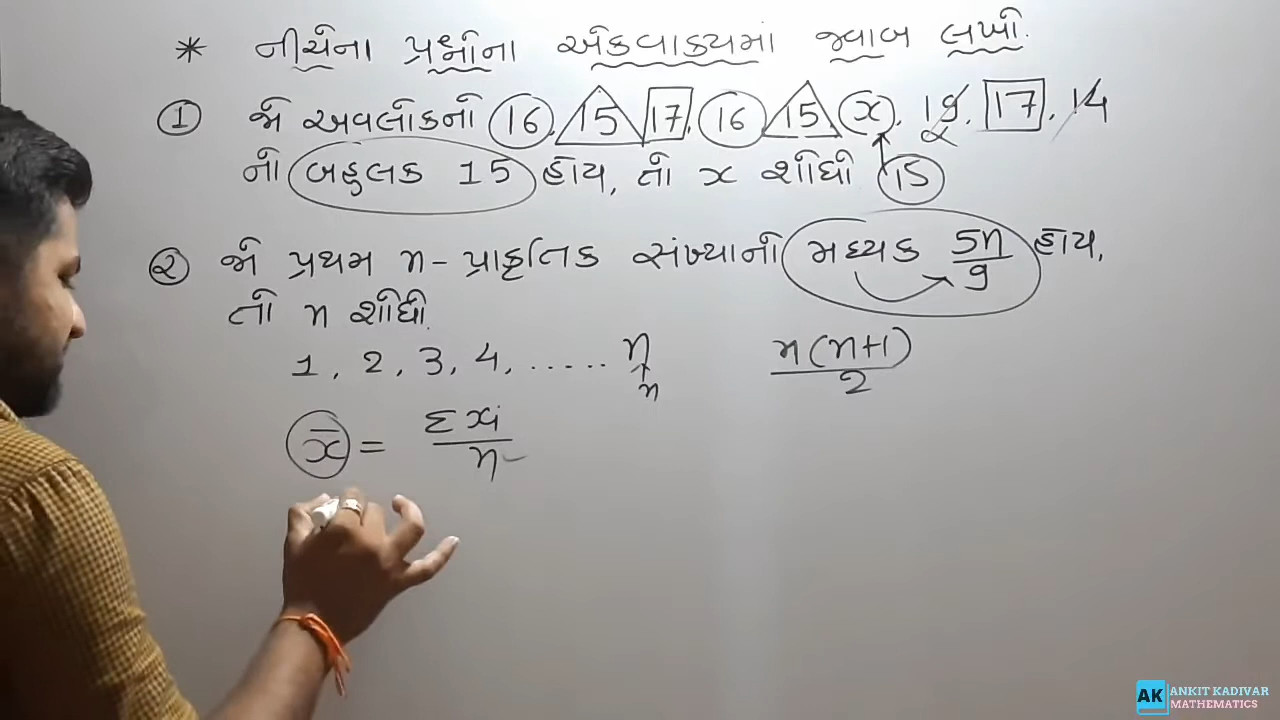 * નીચેના પ્રશ્નોના એકવાક્યમાં જવાબ લખો.
① જો અવલોકનો 16, 15, 17, 16, 15, x, 19, 17, 14
નો બહુલક 15 હોય, તો x શોધો 15
② જો પ્રથમ n-પ્રાકૃતિક સંખ્યાનો મધ્યક 5n/9 હોય,
તો n શોધો.
1, 2, 3, 4, ..... n n(n+1)/2
n
x̄ = Σxi/n
AK ANKIT KADIVAR
MATHEMATICS